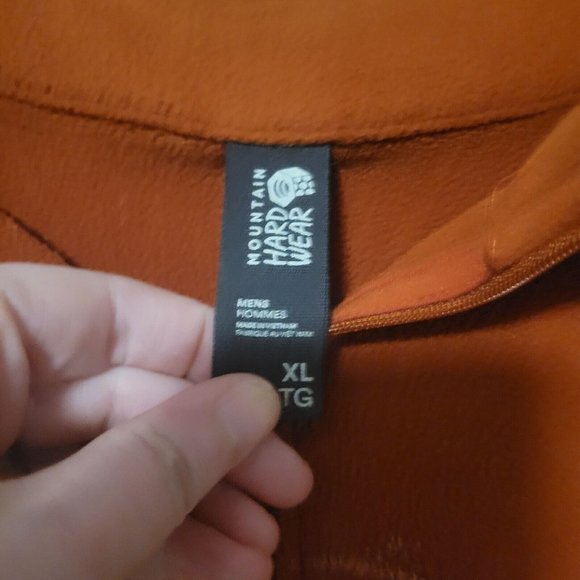 MOUNTAIN
HARD
WEAR
MENS
HOMMES
MADE IN VIETNAM
FABRIQUÉ AU VIET NAM
XL
TG